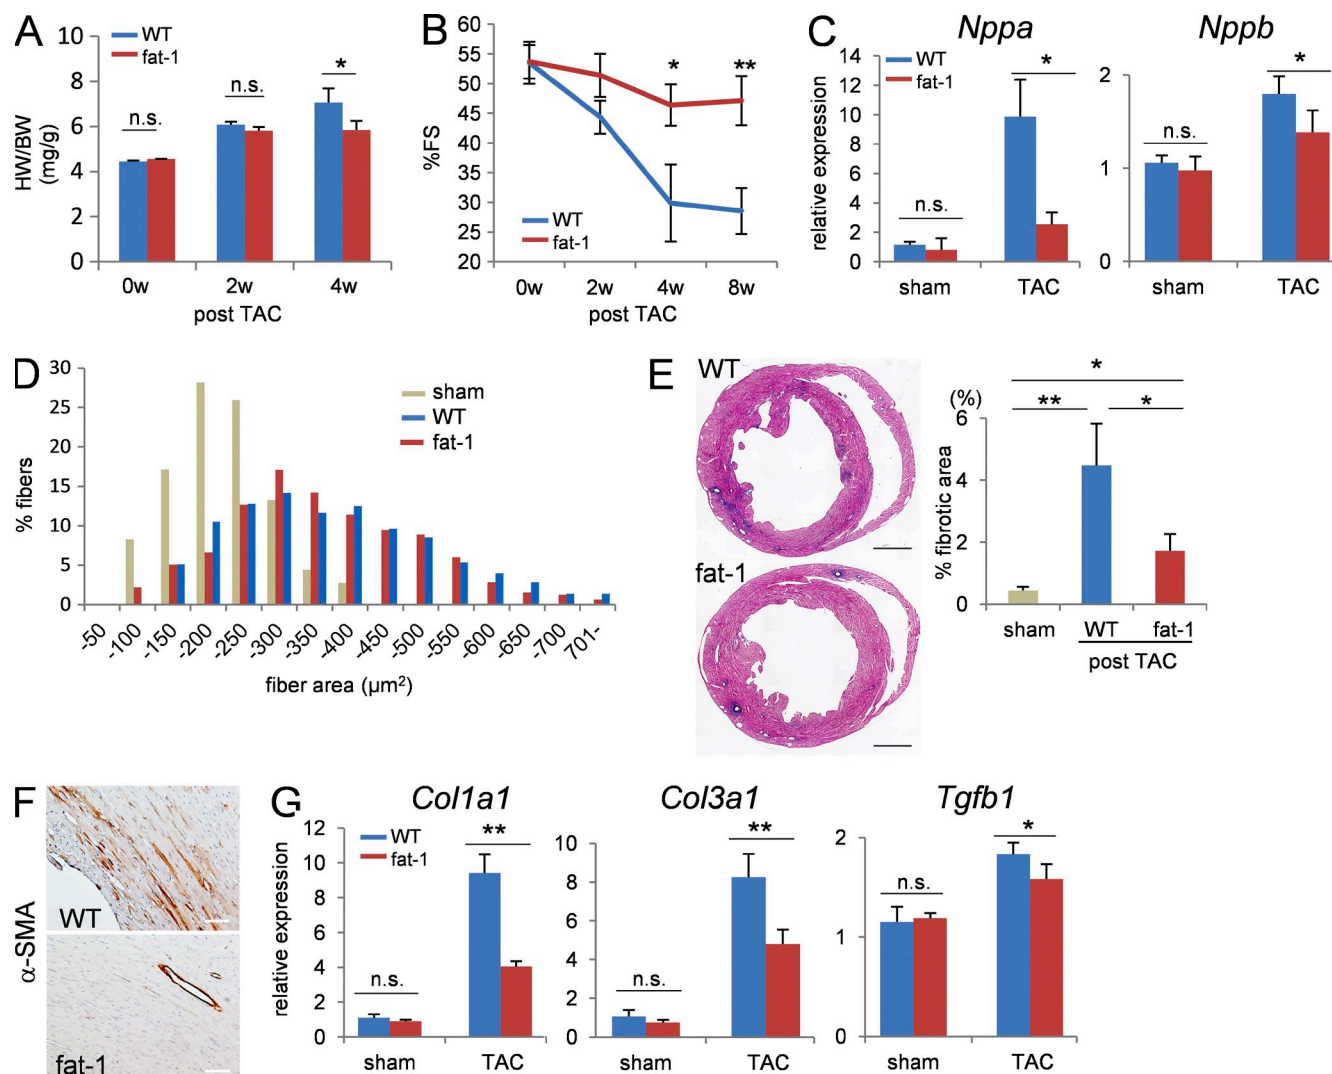 A
10
8
6
4
2
0
HW/BW
(mg/g)
WT
fat-1
n.s.
n.s.
*
0w
2w
4w
post TAC
B
60
55
50
45
40
35
30
25
20
%FS
*
**
WT
fat-1
0w
2w
4w
8w
post TAC
C
Nppa
Nppb
14
12
10
8
6
4
2
0
relative expression
WT
fat-1
n.s.
*
sham
TAC
2
1
0
n.s.
*
sham
TAC
D
30
25
20
15
10
5
0
% fibers
sham
WT
fat-1
-50
-100
-150
-200
-250
-300
-350
-400
-450
-500
-550
-600
-650
-700
701-
fiber area (µm²)
E
WT
fat-1
(%)
6
4
2
0
% fibrotic area
*
**
*
sham
WT
fat-1
post TAC
F
α-SMA
WT
fat-1
G
Col1a1
Col3a1
Tgfb1
12
10
8
6
4
2
0
relative expression
WT
fat-1
n.s.
**
sham
TAC
10
8
6
4
2
0
n.s.
**
sham
TAC
2
1
0
n.s.
*
sham
TAC